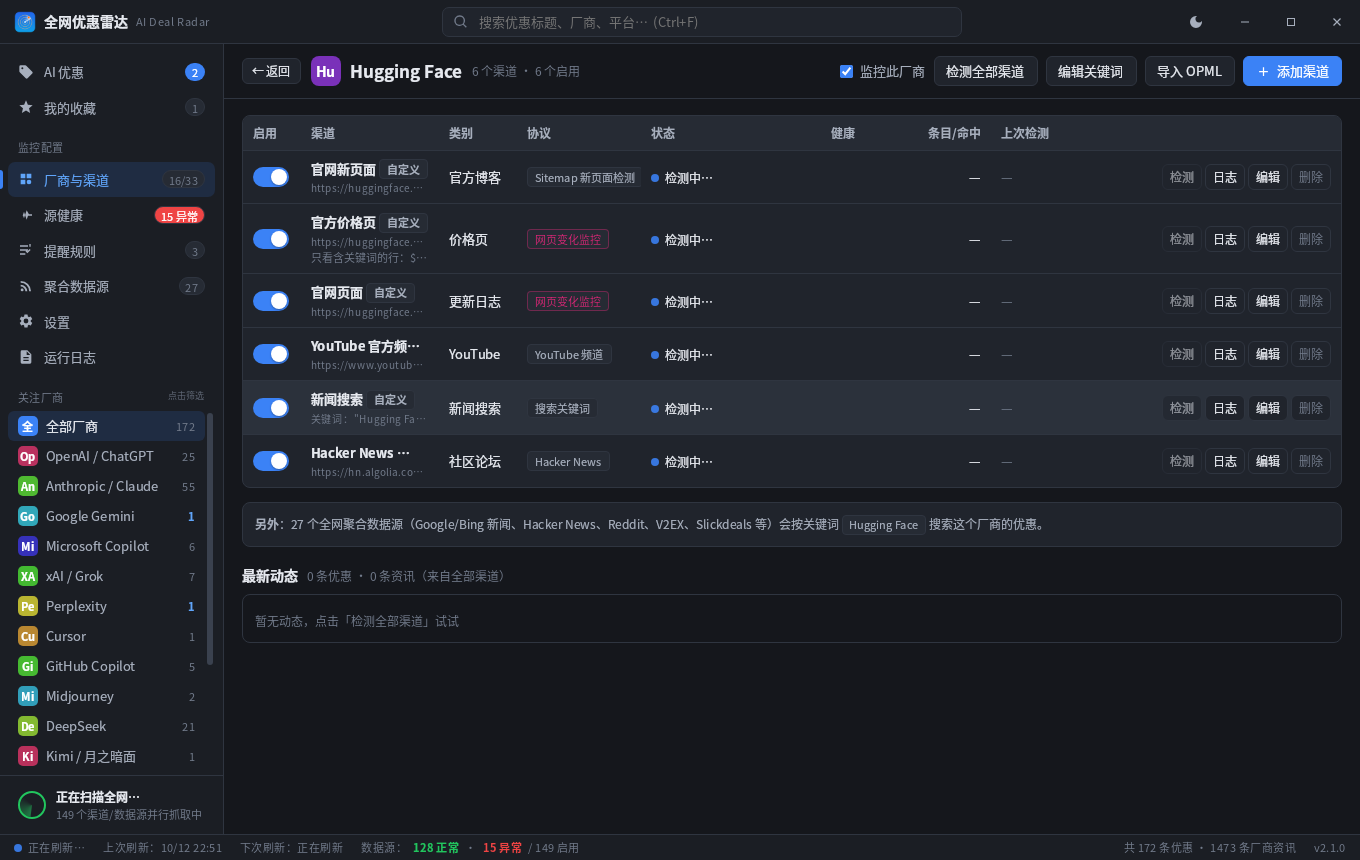 全网优惠雷达 AI Deal Radar
搜索优惠标题、厂商、平台… (Ctrl+F)
AI 优惠 2
我的收藏 1
监控配置
厂商与渠道 16/33
源健康 15 异常
提醒规则 3
聚合数据源 27
设置
运行日志
关注厂商 点击筛选
全 全部厂商 172
Op OpenAI / ChatGPT 25
An Anthropic / Claude 55
Go Google Gemini 1
Mi Microsoft Copilot 6
XA xAI / Grok 7
Pe Perplexity 1
Cu Cursor 1
Gi GitHub Copilot 5
Mi Midjourney 2
De DeepSeek 21
Ki Kimi / 月之暗面 1
正在扫描全网…
149 个渠道/数据源并行抓取中
← 返回 Hu Hugging Face 6 个渠道 · 6 个启用 监控此厂商 检测全部渠道 编辑关键词 导入 OPML ＋ 添加渠道
启用 渠道 类别 协议 状态 健康 条目/命中 上次检测
官网新页面 自定义 官方博客 Sitemap 新页面检测 检测中… — — 检测 日志 编辑 删除
https://huggingface.…
官方价格页 自定义 价格页 网页变化监控 检测中… — — 检测 日志 编辑 删除
https://huggingface.…
只看含关键词的行：$…
官网页面 自定义 更新日志 网页变化监控 检测中… — — 检测 日志 编辑 删除
https://huggingface.…
YouTube 官方频… YouTube YouTube 频道 检测中… — — 检测 日志 编辑 删除
https://www.youtub…
新闻搜索 自定义 新闻搜索 搜索关键词 检测中… — — 检测 日志 编辑 删除
关键词："Hugging Fa…
Hacker News … 社区论坛 Hacker News 检测中… — — 检测 日志 编辑 删除
https://hn.algolia.co…
另外：27 个全网聚合数据源（Google/Bing 新闻、Hacker News、Reddit、V2EX、Slickdeals 等）会按关键词 Hugging Face 搜索这个厂商的优惠。
最新动态 0 条优惠 · 0 条资讯（来自全部渠道）
暂无动态，点击「检测全部渠道」试试
正在刷新… 上次刷新：10/12 22:51 下次刷新：正在刷新 数据源： 128 正常 · 15 异常 / 149 启用 共 172 条优惠 · 1473 条厂商资讯 v2.1.0